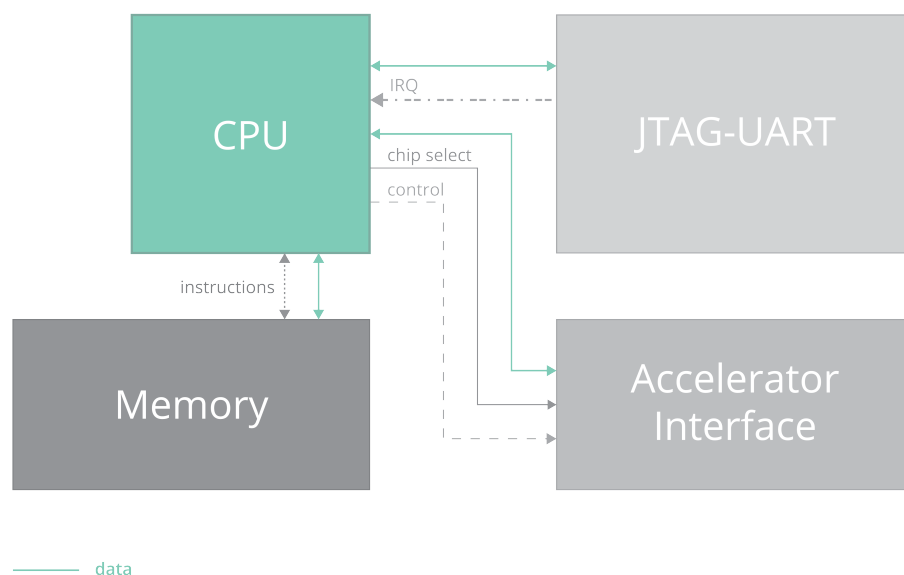 CPU
JTAG-UART
IRQ
chip select
control
instructions
Memory
Accelerator
Interface
data